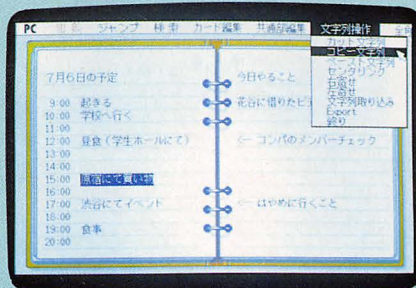 PC ジャンプ 検索 カード編集 共通部編集 文字列操作
カット文字列
コピー文字列
ペースト文字列
センタリング
右寄せ
左寄せ
文字列取り込み
Export
7月6日の予定
今日やること
9:00 起きる
花谷に借りたビデ
10:00 学校へ行く
11:00
12:00 昼食(学生ホールにて)
<— コンパのメンバーチェック
13:00
14:00
15:00 原宿にて買い物
16:00
17:00 渋谷にてイベント
<— はやめに行くこと
18:00
19:00 食事
20:00